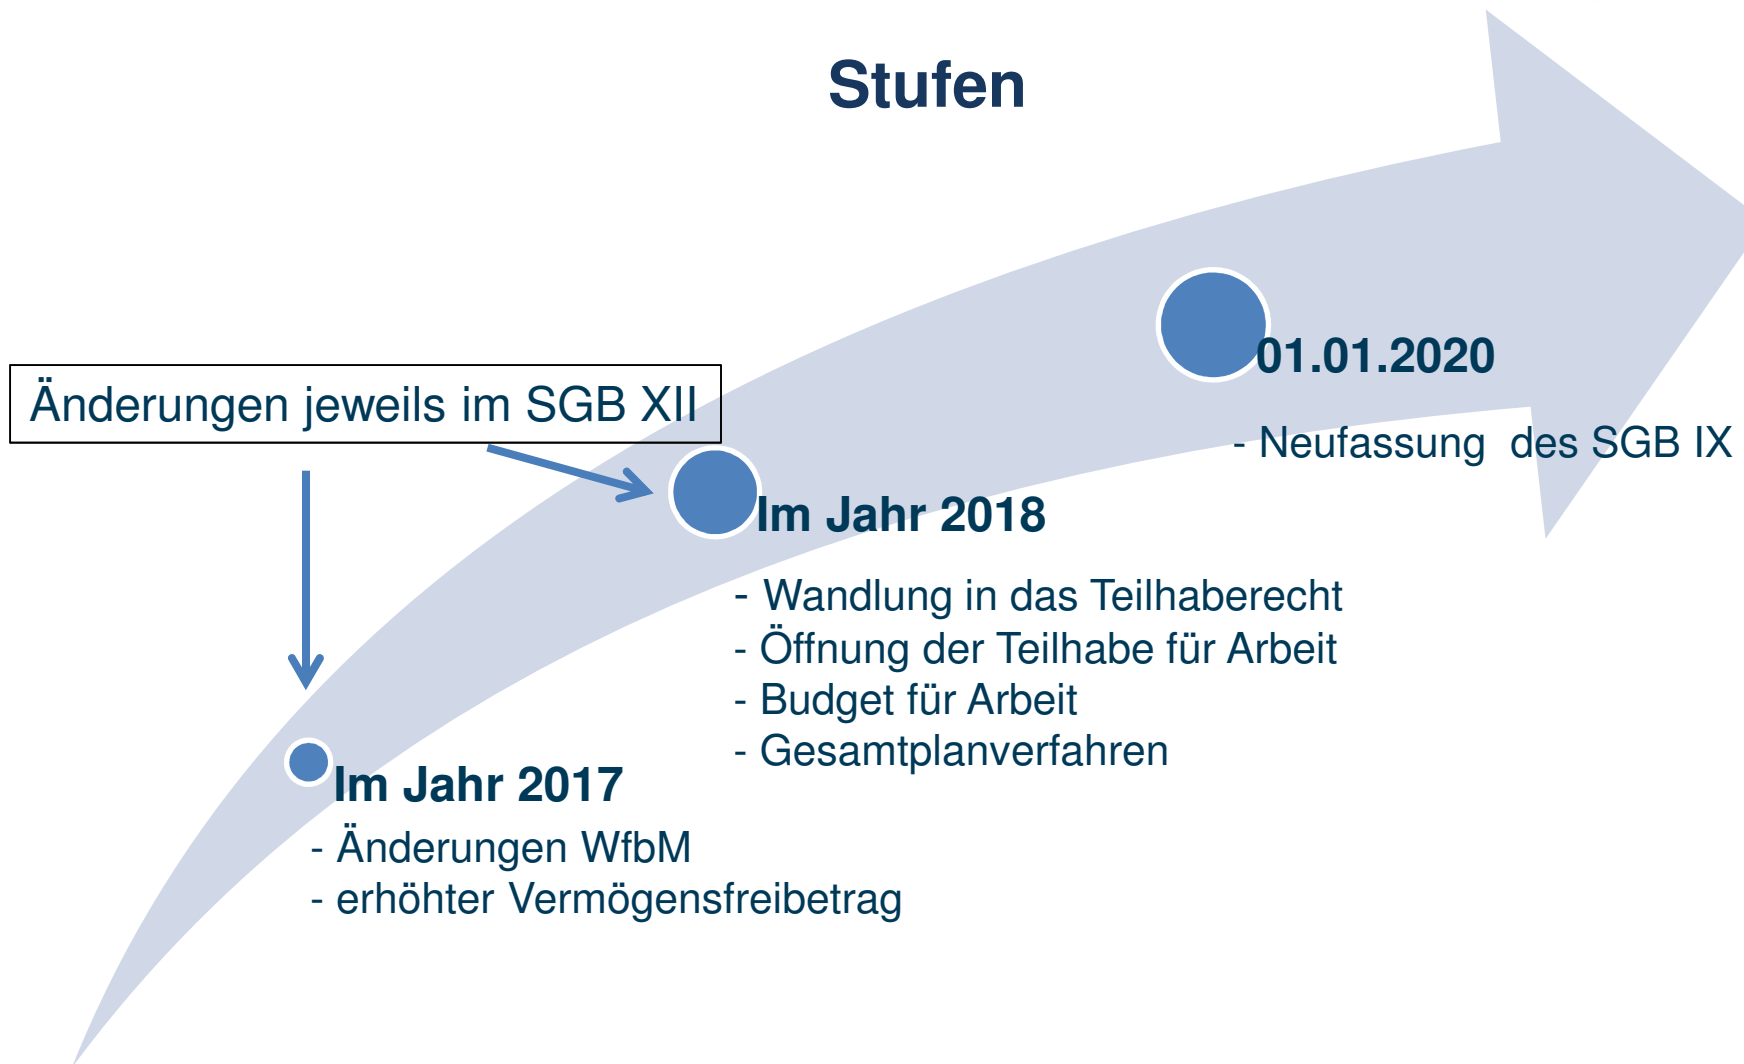 Stufen
Änderungen jeweils im SGB XII
Im Jahr 2017
- Änderungen WfbM
- erhöhter Vermögensfreibetrag
Im Jahr 2018
- Wandlung in das Teilhaberecht
- Öffnung der Teilhabe für Arbeit
- Budget für Arbeit
- Gesamtplanverfahren
01.01.2020
- Neufassung des SGB IX